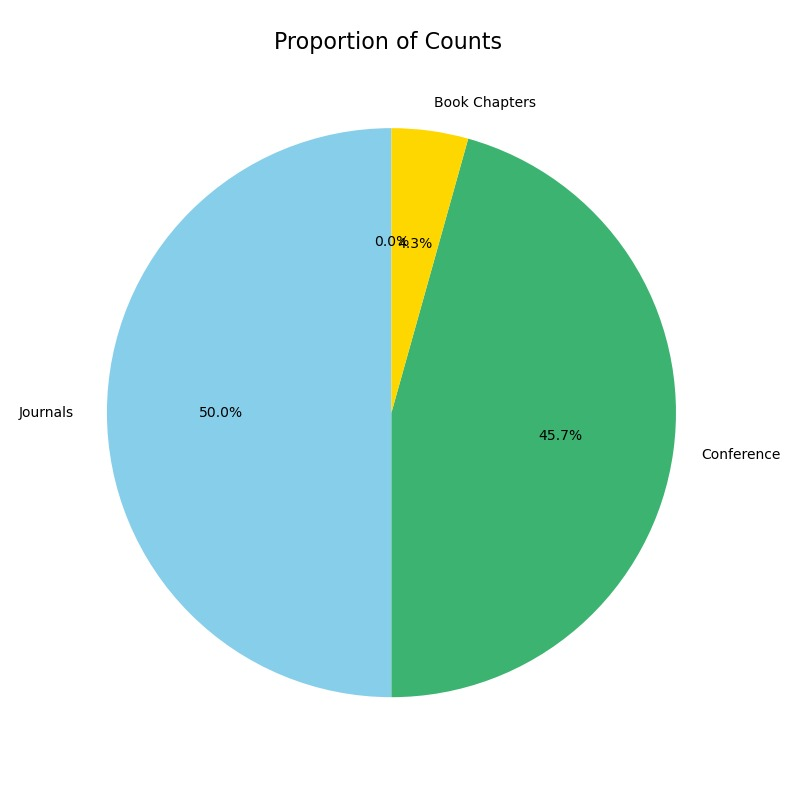 Proportion of Counts
Book Chapters
0.0%
4.3%
Journals
50.0%
45.7%
Conference